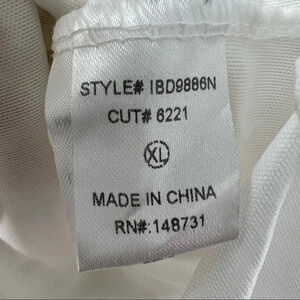 STYLE# IBD9886N
CUT# 6221
XL
MADE IN CHINA
RN#:148731